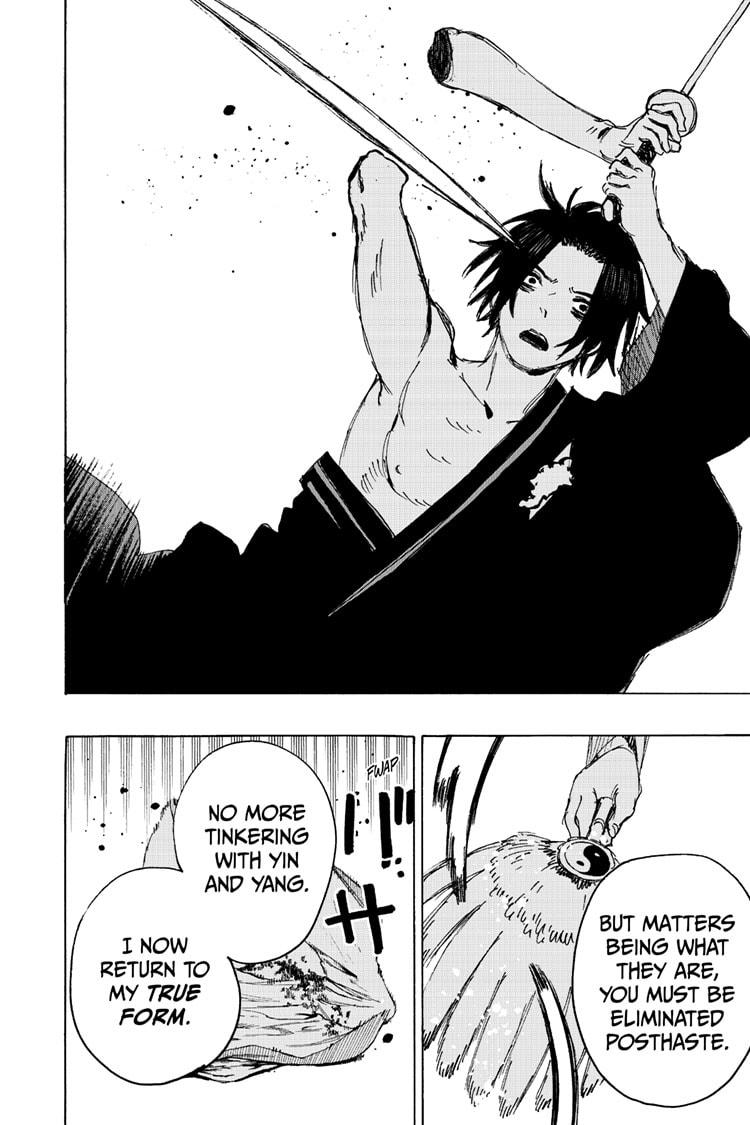 BUT MATTERS
BEING WHAT
THEY ARE,
YOU MUST BE
ELIMINATED
POSTHASTE.
FWAP
NO MORE
TINKERING
WITH YIN
AND YANG.
I NOW
RETURN TO
MY TRUE
FORM.